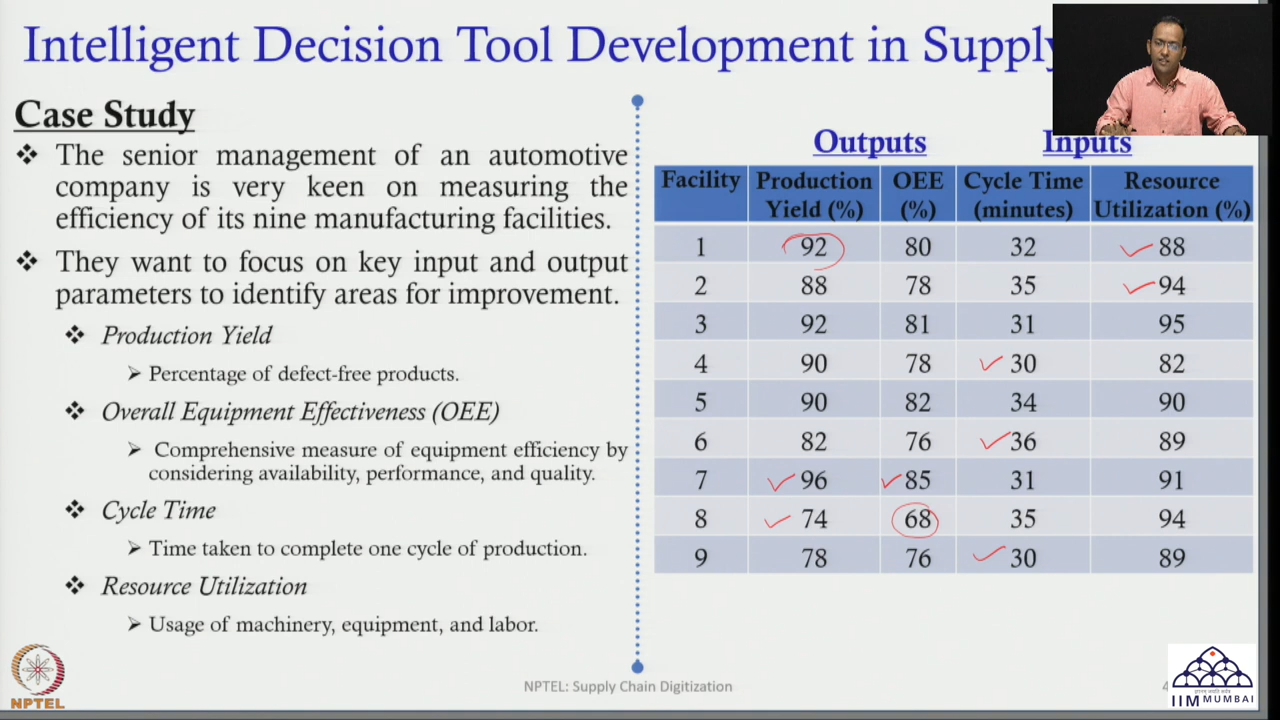 Intelligent Decision Tool Development in Supply
Case Study
❖ The senior management of an automotive
company is very keen on measuring the
efficiency of its nine manufacturing facilities.
❖ They want to focus on key input and output
parameters to identify areas for improvement.
❖ Production Yield
➢ Percentage of defect-free products.
❖ Overall Equipment Effectiveness (OEE)
➢ Comprehensive measure of equipment efficiency by
considering availability, performance, and quality.
❖ Cycle Time
➢ Time taken to complete one cycle of production.
❖ Resource Utilization
➢ Usage of machinery, equipment, and labor.
Outputs Inputs
Facility Production Yield (%) OEE (%) Cycle Time (minutes) Resource Utilization (%)
1 92 80 32 88
2 88 78 35 94
3 92 81 31 95
4 90 78 30 82
5 90 82 34 90
6 82 76 36 89
7 96 85 31 91
8 74 68 35 94
9 78 76 30 89
NPTEL
NPTEL: Supply Chain Digitization
4
IIM MUMBAI